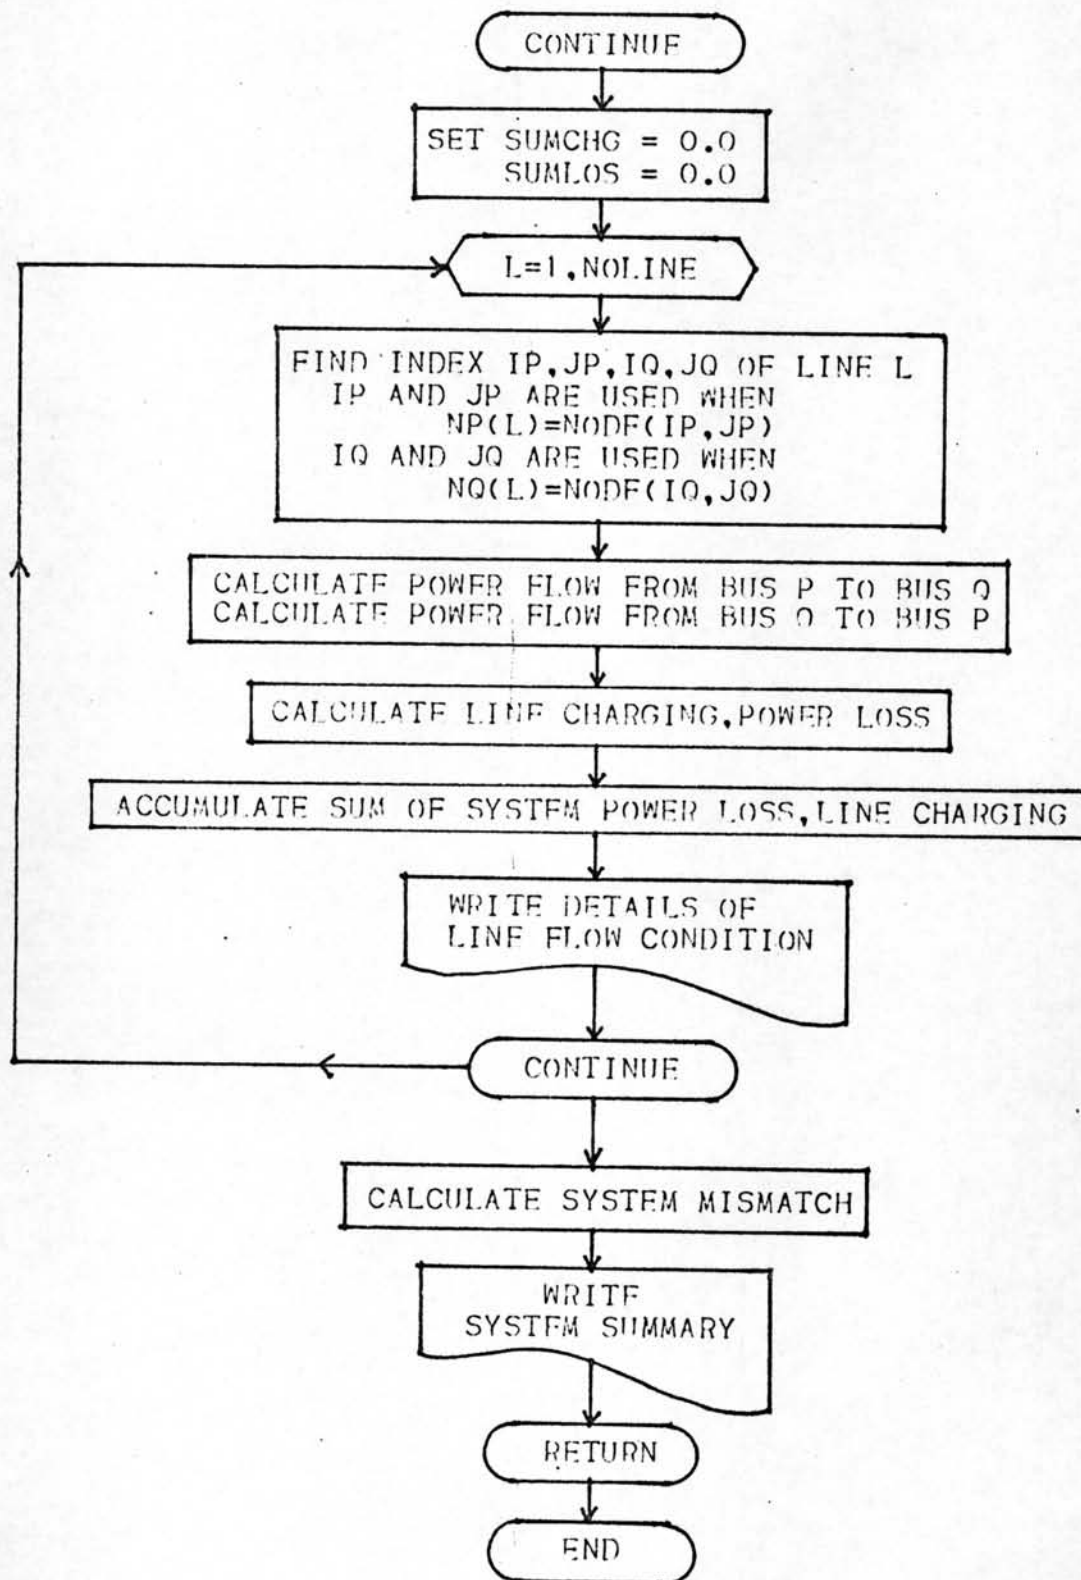 CONTINUE
SET SUMCHG = 0.0
SUMLOS = 0.0
L=1,NOLINE
FIND INDEX IP,JP,IQ,JQ OF LINE L
IP AND JP ARE USED WHEN
NP(L)=NODE(IP,JP)
IQ AND JQ ARE USED WHEN
NQ(L)=NODE(IQ,JQ)
CALCULATE POWER FLOW FROM BUS P TO BUS Q
CALCULATE POWER FLOW FROM BUS Q TO BUS P
CALCULATE LINE CHARGING,POWER LOSS
ACCUMULATE SUM OF SYSTEM POWER LOSS,LINE CHARGING
WRITE DETAILS OF
LINE FLOW CONDITION
CONTINUE
CALCULATE SYSTEM MISMATCH
WRITE
SYSTEM SUMMARY
RETURN
END